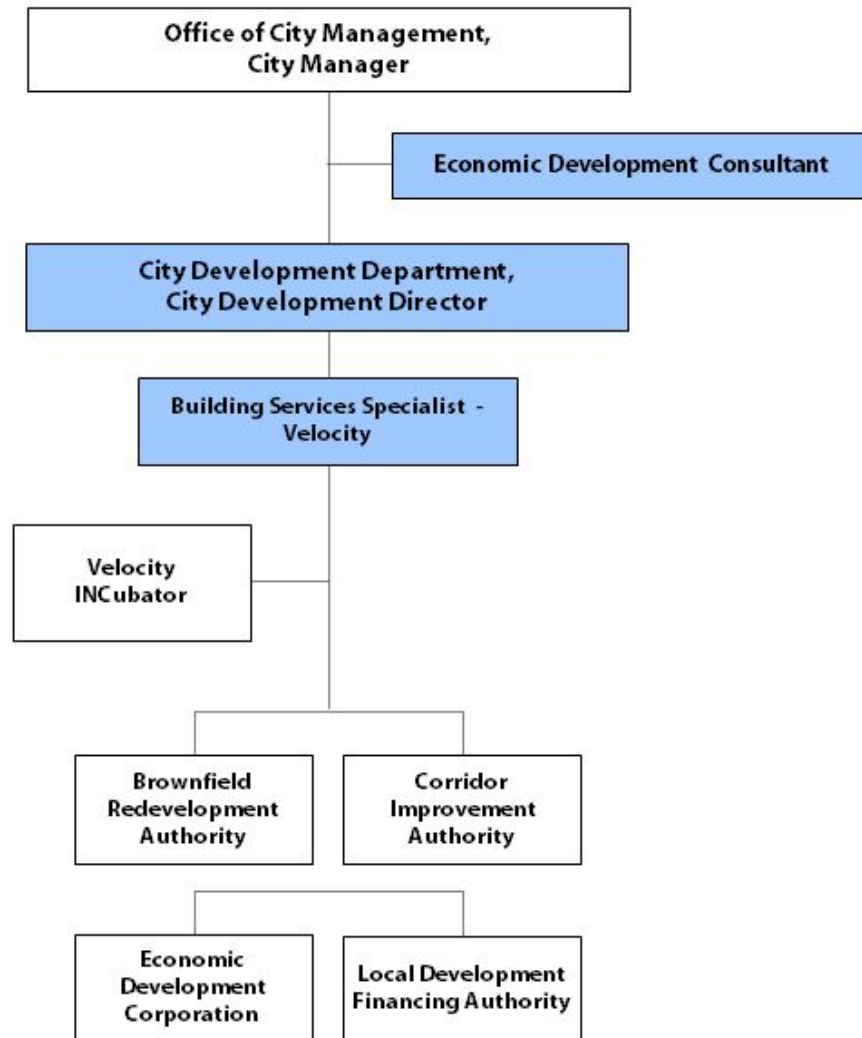 Office of City Management,
City Manager
Economic Development Consultant
City Development Department,
City Development Director
Building Services Specialist -
Velocity
Velocity
INCubator
Brownfield
Redevelopment
Authority
Corridor
Improvement
Authority
Economic
Development
Corporation
Local Development
Financing Authority